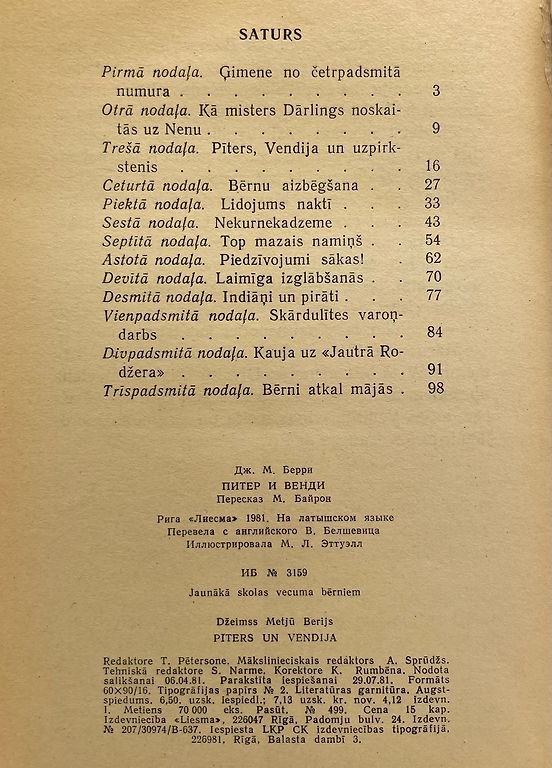 SATURS
Pirmā nodaļa. Ģimene no četrpadsmitā
numura . . . . . . . . . 3
Otrā nodaļa. Kā misters Dārlings noskai-
tās uz Nenu . . . . . . . . 9
Trešā nodaļa. Pīters, Vendija un uzpirk-
stenis . . . . . . . . . 16
Ceturtā nodaļa. Bērnu aizbēgšana . . 27
Piektā nodaļa. Lidojums naktī . . . 33
Sestā nodaļa. Nekurnekadzeme . . . 43
Septītā nodaļa. Top mazais namiņš . . 54
Astotā nodaļa. Piedzīvojumi sākas! . 62
Devītā nodaļa. Laimīga izglābšanās . . 70
Desmitā nodaļa. Indiāņi un pirāti . . . 77
Vienpadsmitā nodaļa. Skārdulītes varoņ-
darbs . . . . . . . . . 84
Divpadsmitā nodaļa. Kauja uz «Jautrā Ro-
džera» . . . . . . . . . 91
Trīspadsmitā nodaļa. Bērni atkal mājās . 98
Дж. М. Берри
ПИТЕР И ВЕНДИ
Пересказ М. Байрон
Рига «Лиесма» 1981. На латышском языке
Перевела с английского В. Белшевица
Иллюстрировала М. Л. Эттуэлл
ИБ № 3159
Jaunākā skolas vecuma bērniem
Džeimss Metjū Berijs
PITERS UN VENDIJA
Redaktore T. Pētersone. Mākslinieciskais redaktors A. Sprūdžs.
Tehniskā redaktore S. Narme. Korektore K. Rumbēna. Nodota
salikšanai 06.04.81. Parakstīta iespiešanai 29.07.81. Formāts
60×90/16. Tipogrāfijas papīrs № 2. Literatūras garnitūra. Augst-
spiedums. 6,50. uzsk. iespiedl.; 7,13 uzsk. kr. nov. 4,12 izdevn.
l. Metiens 70 000 eks. Pasūt. № 499. Cena 15 kap.
Izdevniecība «Liesma», 226047 Rīgā, Padomju bulv. 24. Izdevn.
№ 207/30974/B-637. Iespiesta LKP CK izdevniecības tipogrāfijā,
226981, Rīgā, Balasta dambī 3.